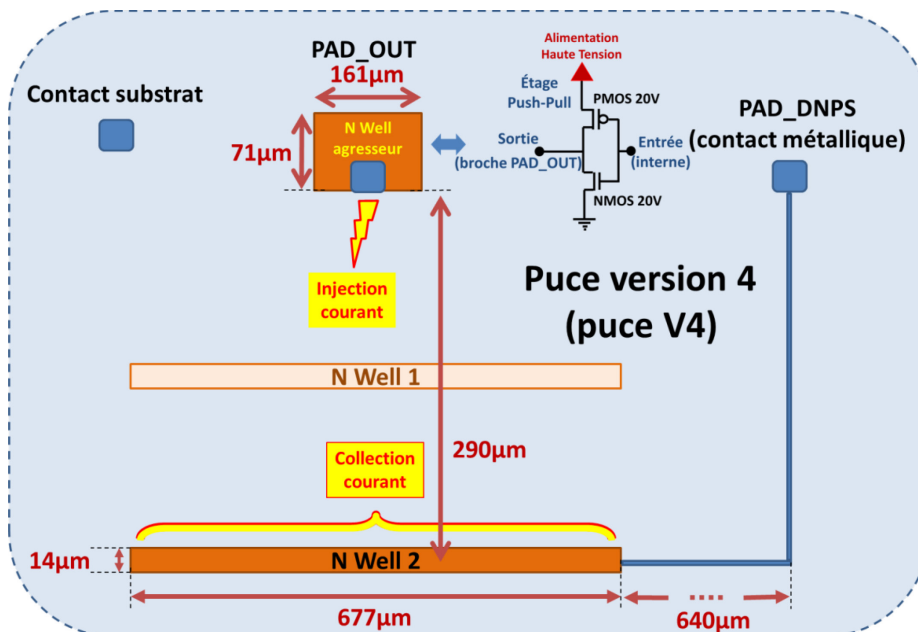 PAD_OUT
161µm
Contact substrat
71µm
N Well
agresseur
Alimentation
Haute Tension
Étage
Push-Pull
PMOS 20V
Sortie
(broche PAD_OUT)
Entrée
(interne)
NMOS 20V
PAD_DNPS
(contact métallique)
Injection
courant
Puce version 4
(puce V4)
N Well 1
290µm
Collection
courant
14µm
N Well 2
677µm
640µm